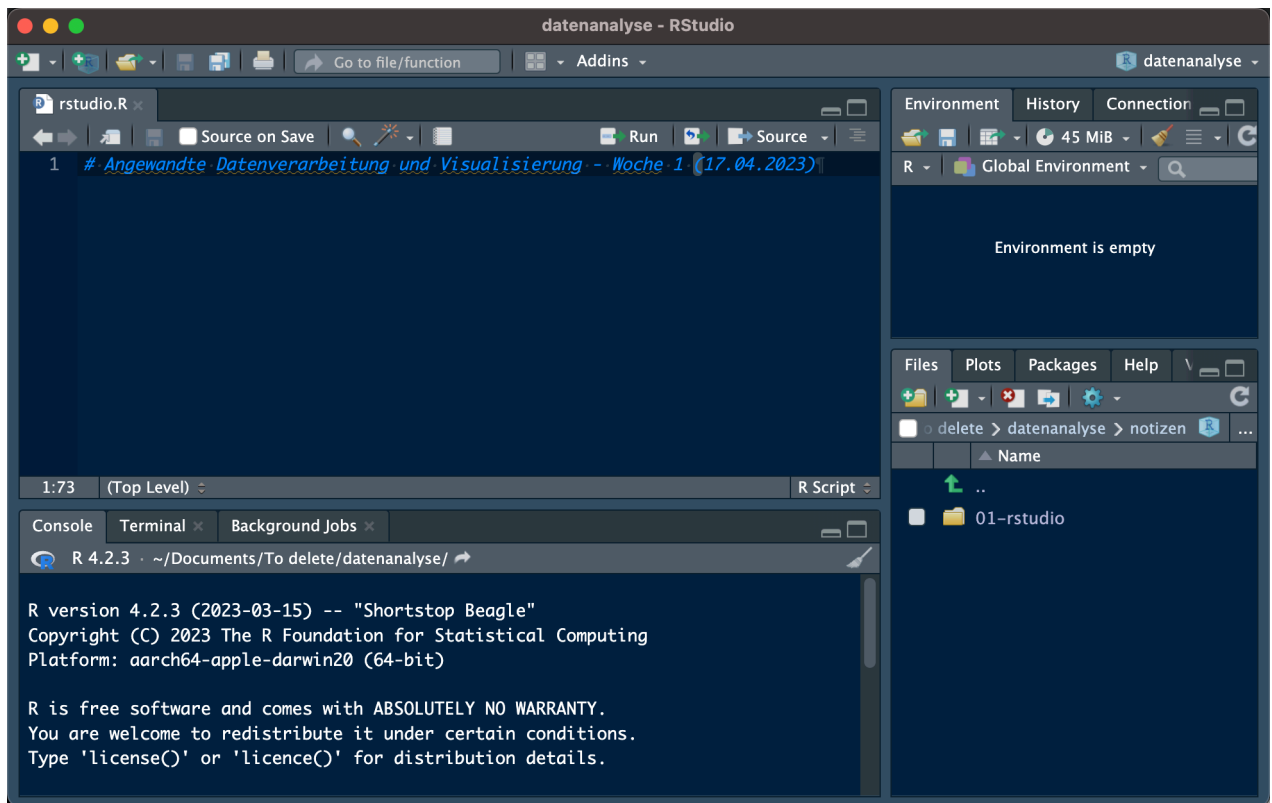 datenanalyse - RStudio
Go to file/function
Addins
datenanalyse
rstudio.R
Source on Save
Run
Source
1 # Angewandte Datenverarbeitung und Visualisierung - Woche 1 (17.04.2023)
1:73 (Top Level)
R Script
Console Terminal Background Jobs
R 4.2.3 · ~/Documents/To delete/datenanalyse/
R version 4.2.3 (2023-03-15) -- "Shortstop Beagle"
Copyright (C) 2023 The R Foundation for Statistical Computing
Platform: aarch64-apple-darwin20 (64-bit)
R is free software and comes with ABSOLUTELY NO WARRANTY.
You are welcome to redistribute it under certain conditions.
Type 'license()' or 'licence()' for distribution details.
Environment History Connection
45 MiB
R Global Environment
Environment is empty
Files Plots Packages Help
o delete > datenanalyse > notizen ...
Name
..
01-rstudio